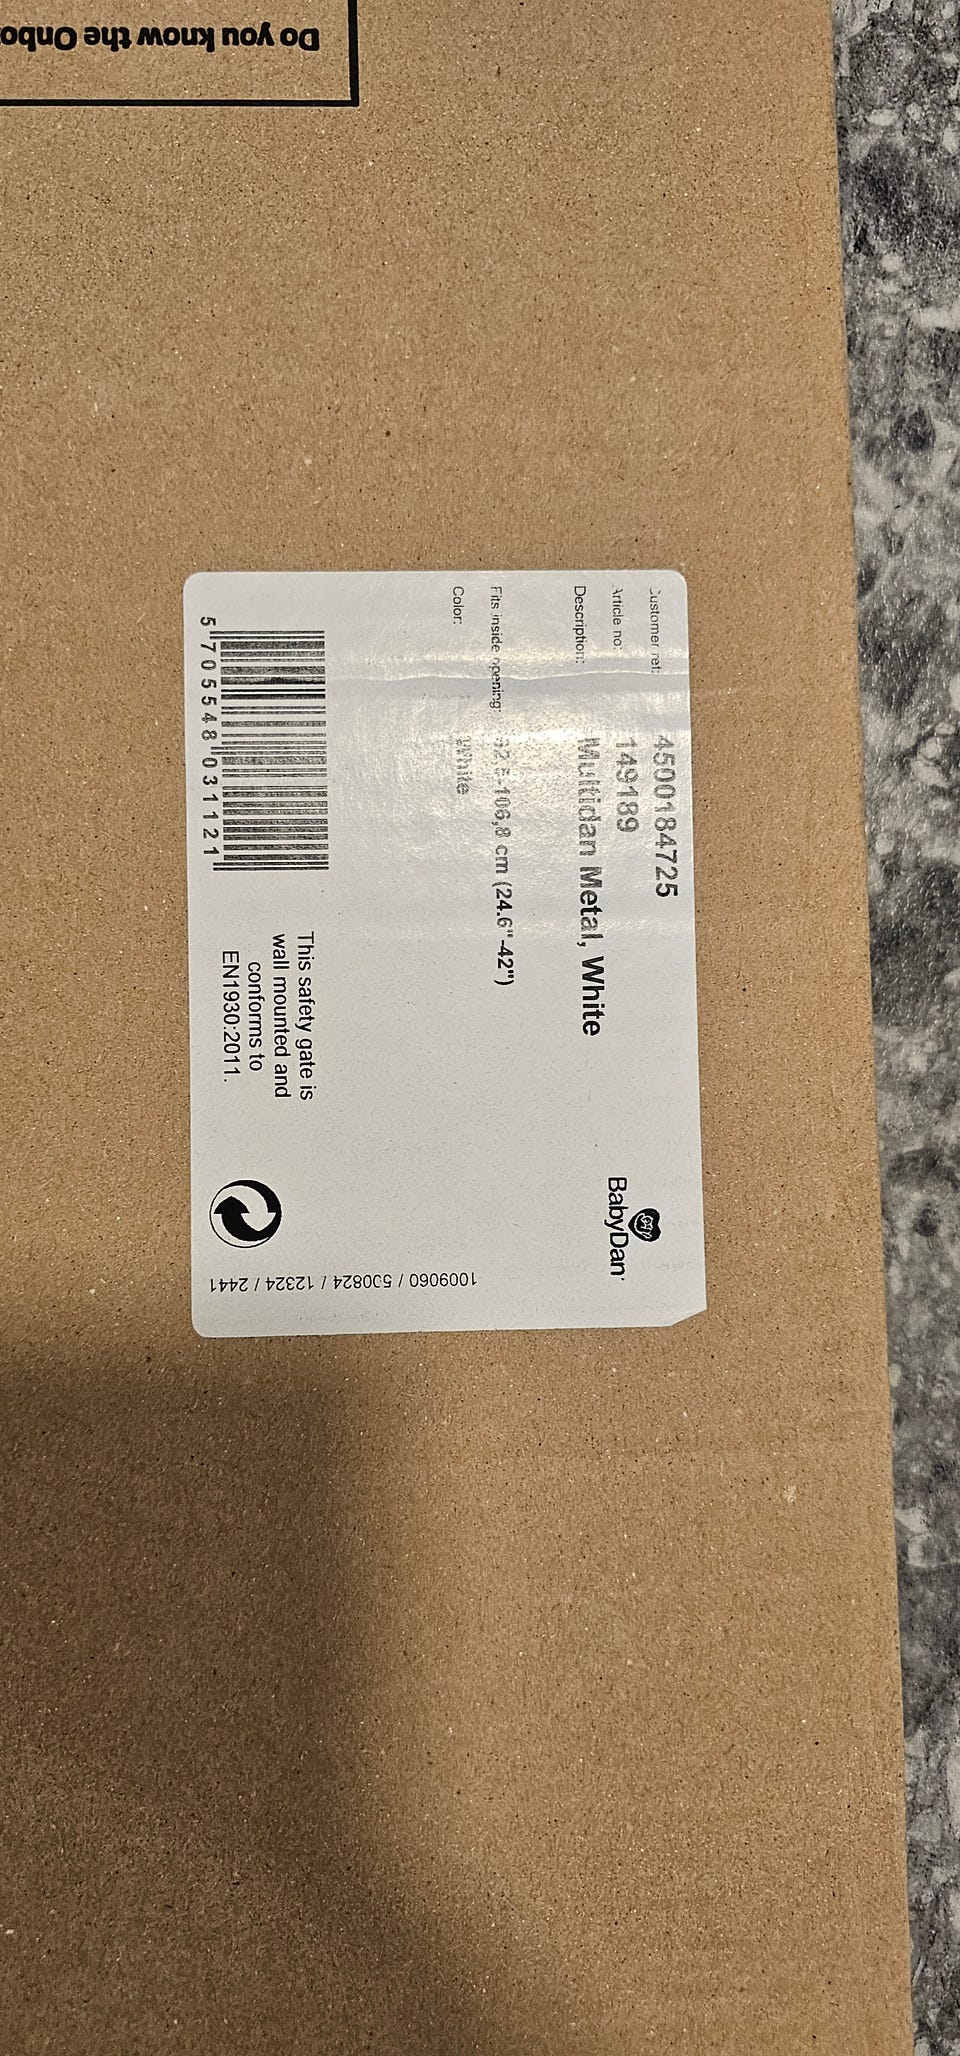 Do you know the Onbo
Customer ref: 4500184725
Article no: 149189
Description: Multidan Metal, White
Fits inside opening: 106,8 cm (24.6"-42")
Color: White
5 705548 031121
This safety gate is
wall mounted and
conforms to
EN1930:2011.
BabyDan
1009060 / 500824 / 12324 / 2441